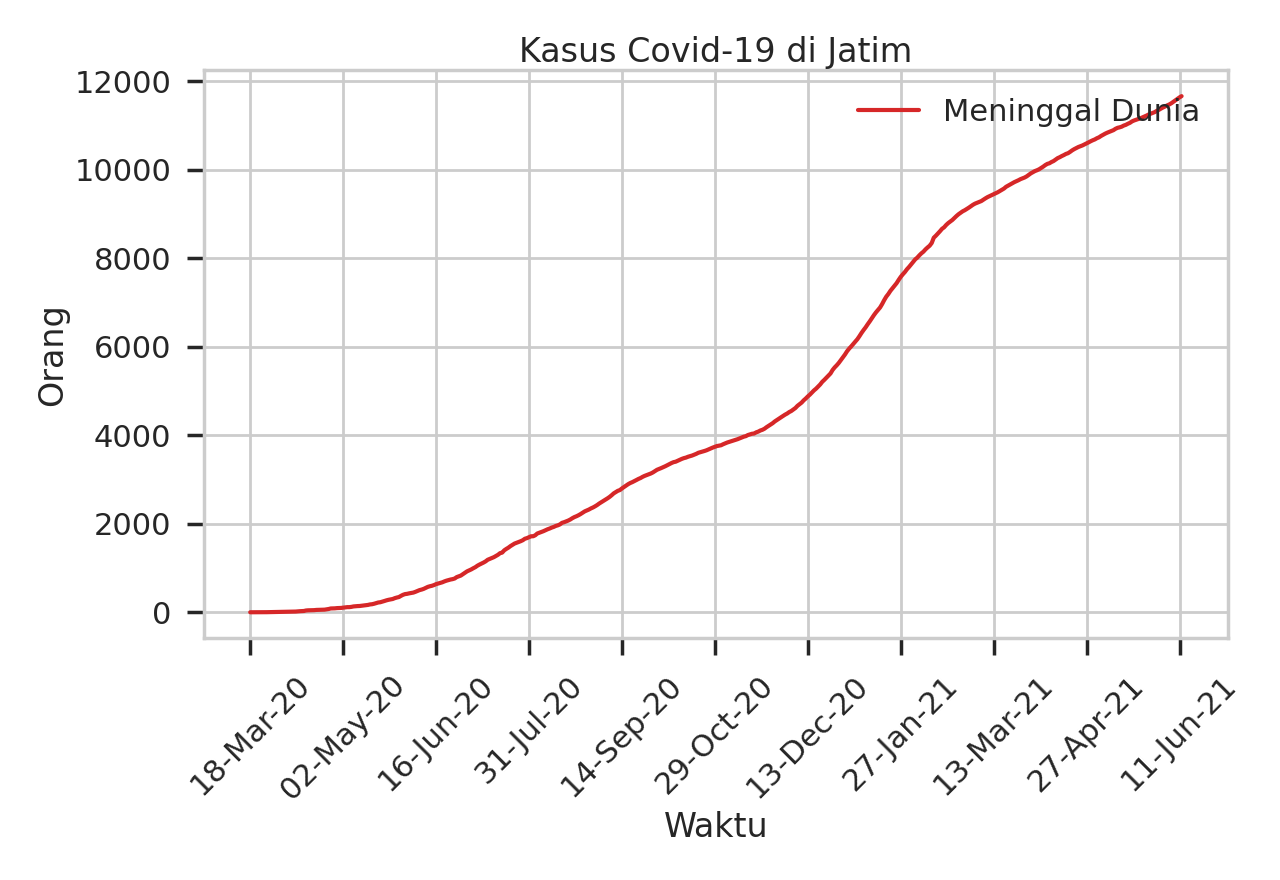 Kasus Covid-19 di Jatim
12000
10000
8000
6000
4000
2000
0
Orang
Meninggal Dunia
18-Mar-20
02-May-20
16-Jun-20
31-Jul-20
14-Sep-20
29-Oct-20
13-Dec-20
27-Jan-21
13-Mar-21
27-Apr-21
11-Jun-21
Waktu